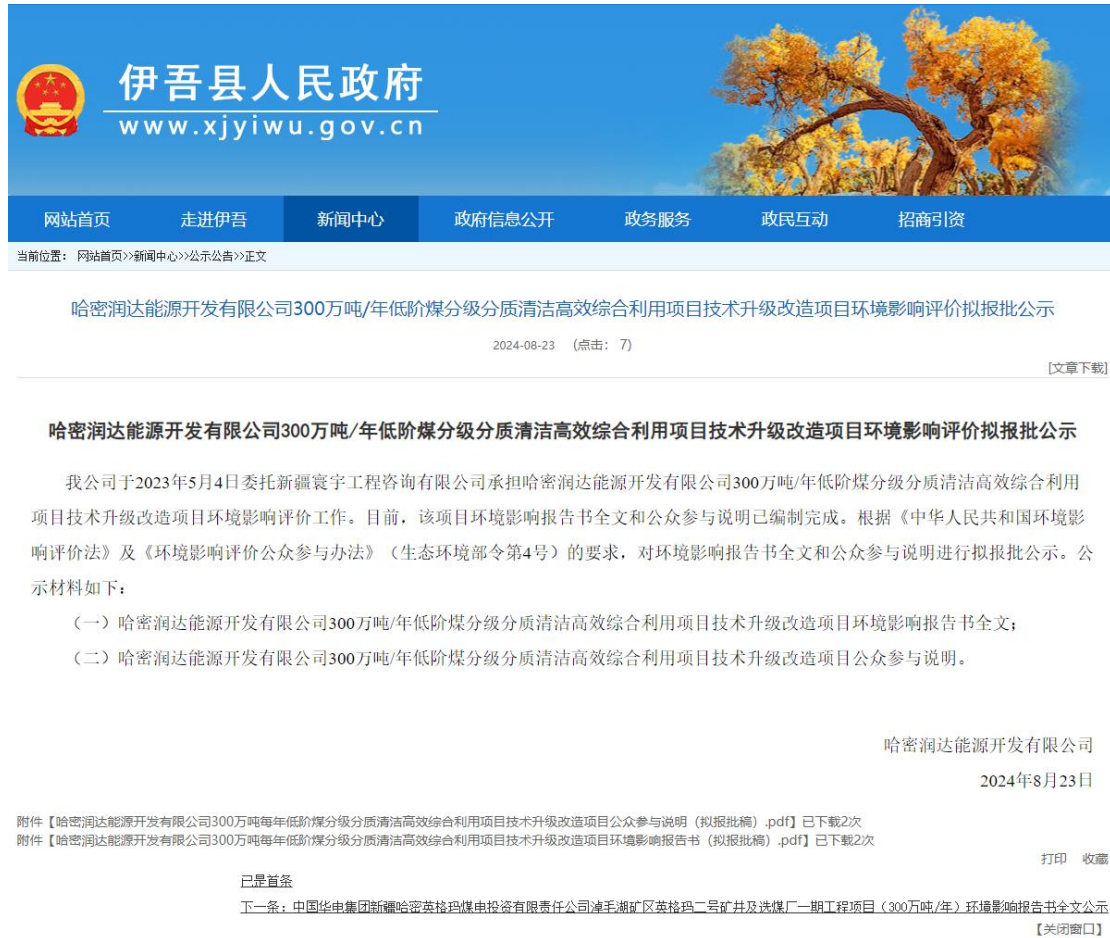 伊吾县人民政府
www.xjyiwu.gov.cn
网站首页 走进伊吾 新闻中心 政府信息公开 政务服务 政民互动 招商引资
当前位置： 网站首页>>新闻中心>>公示公告>>正文
哈密润达能源开发有限公司300万吨/年低阶煤分级分质清洁高效综合利用项目技术升级改造项目环境影响评价拟报批公示
2024-08-23 (点击： 7)
[文章下载]
哈密润达能源开发有限公司300万吨/年低阶煤分级分质清洁高效综合利用项目技术升级改造项目环境影响评价拟报批公示
我公司于2023年5月4日委托新疆寰宇工程咨询有限公司承担哈密润达能源开发有限公司300万吨/年低阶煤分级分质清洁高效综合利用
项目技术升级改造项目环境影响评价工作。目前，该项目环境影响报告书全文和公众参与说明已编制完成。根据《中华人民共和国环境影
响评价法》及《环境影响评价公众参与办法》（生态环境部令第4号）的要求，对环境影响报告书全文和公众参与说明进行拟报批公示。公
示材料如下：
（一）哈密润达能源开发有限公司300万吨/年低阶煤分级分质清洁高效综合利用项目技术升级改造项目环境影响报告书全文；
（二）哈密润达能源开发有限公司300万吨/年低阶煤分级分质清洁高效综合利用项目技术升级改造项目公众参与说明。
哈密润达能源开发有限公司
2024年8月23日
附件【哈密润达能源开发有限公司300万吨每年低阶煤分级分质清洁高效综合利用项目技术升级改造项目公众参与说明（拟报批稿）.pdf】已下载2次
附件【哈密润达能源开发有限公司300万吨每年低阶煤分级分质清洁高效综合利用项目技术升级改造项目环境影响报告书（拟报批稿）.pdf】已下载2次
打印 收藏
已是首条
下一条：中国华电集团新疆哈密英格玛煤电投资有限责任公司淖毛湖矿区英格玛二号矿井及选煤厂一期工程项目（300万吨/年）环境影响报告书全文公示
【关闭窗口】